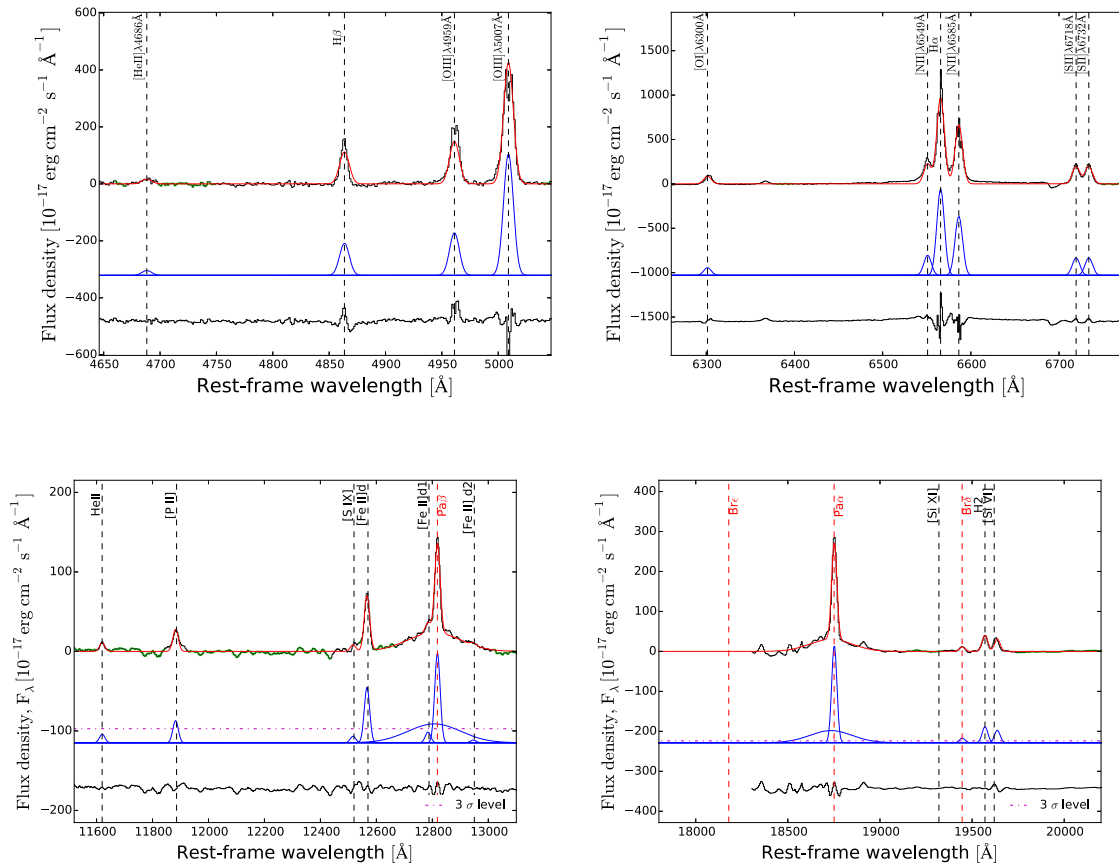 [HeII]λ4686Å
Hβ
[OIII]λ4959Å
[OIII]λ5007Å
600
400
200
0
−200
−400
−600
Flux density [10⁻¹⁷ erg cm⁻² s⁻¹ Å⁻¹]
4650 4700 4750 4800 4850 4900 4950 5000
Rest-frame wavelength [Å]
[OI]λ6300Å
[NII]λ6549Å
Hα
[NII]λ6585Å
[SII]λ6718Å
[SII]λ6732Å
1500
1000
500
0
−500
−1000
−1500
Flux density [10⁻¹⁷ erg cm⁻² s⁻¹ Å⁻¹]
6300 6400 6500 6600 6700
Rest-frame wavelength [Å]
HeII
[P II]
[S IX]
[Fe II]d
[Fe II]d1
Paβ
[Fe II]d2
200
100
0
−100
−200
Flux density, Fλ [10⁻¹⁷ erg cm⁻² s⁻¹ Å⁻¹]
3 σ level
11600 11800 12000 12200 12400 12600 12800 13000
Rest-frame wavelength [Å]
Brϵ
Paα
[Si XI]
Brδ
H2
[Si VI]
400
300
200
100
0
−100
−200
−300
−400
Flux density, Fλ [10⁻¹⁷ erg cm⁻² s⁻¹ Å⁻¹]
3 σ level
18000 18500 19000 19500 20000
Rest-frame wavelength [Å]